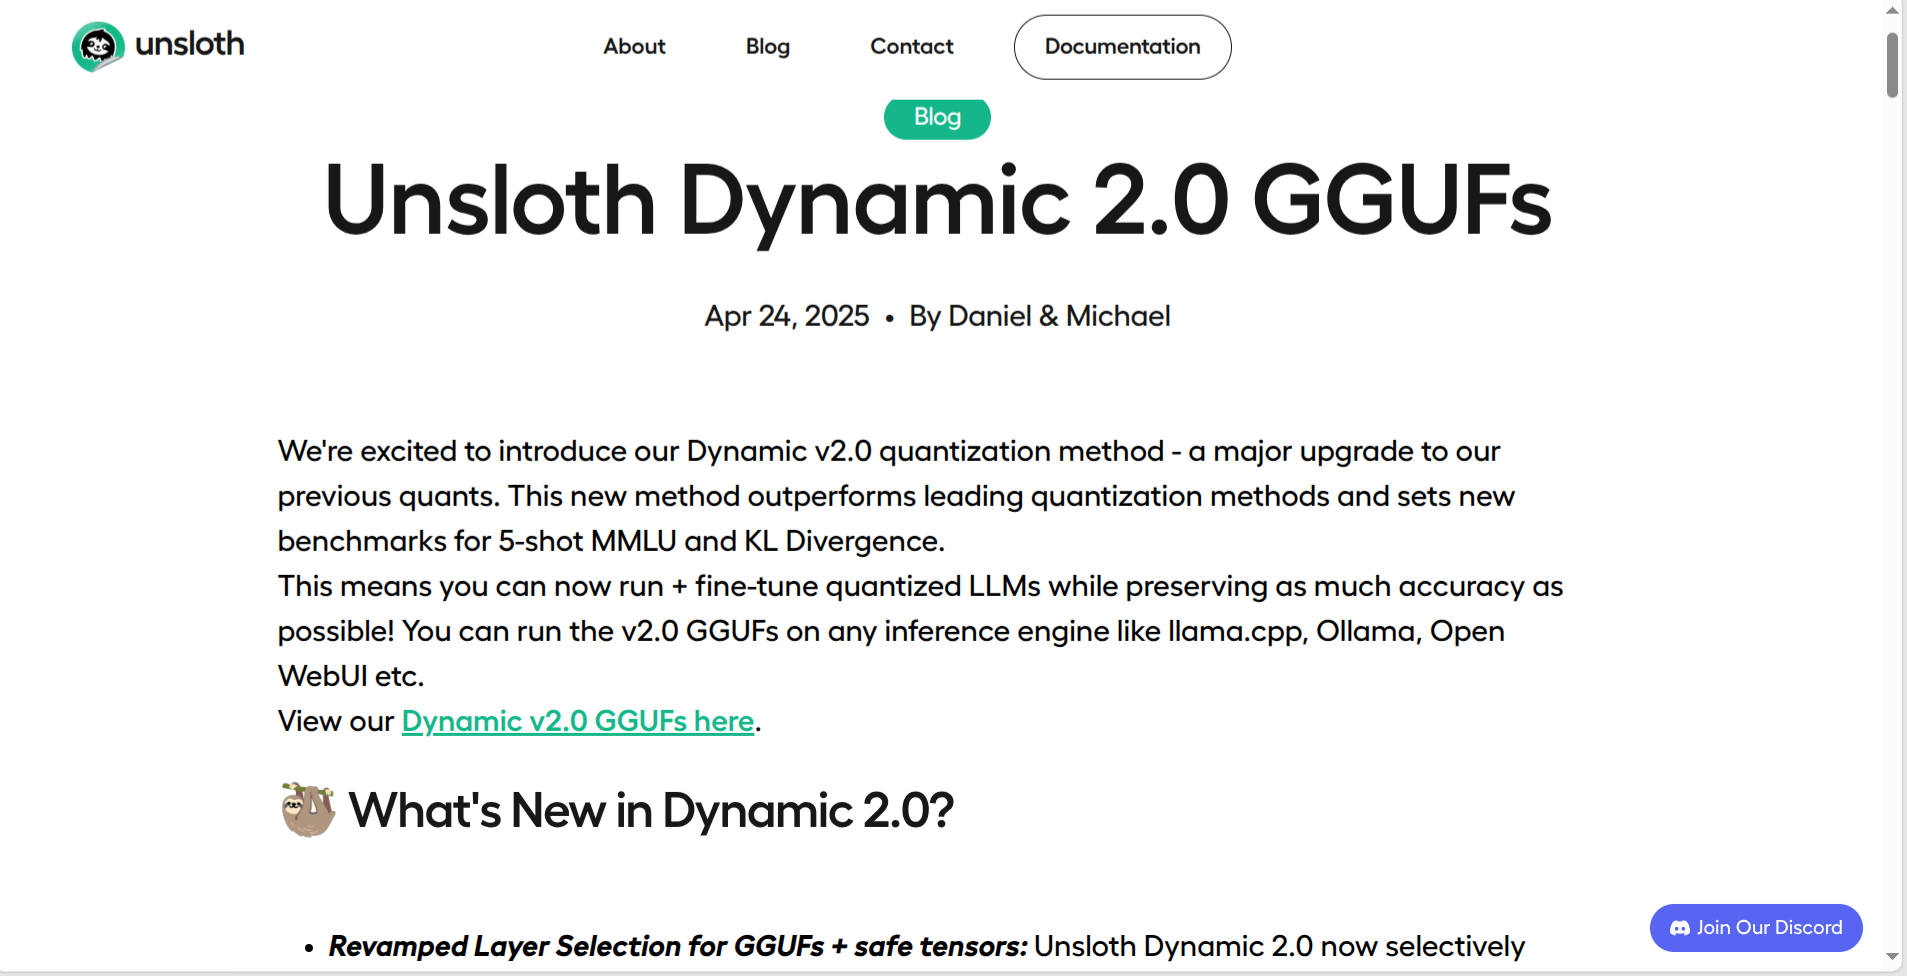 unsloth
About
Blog
Contact
Documentation
Blog
Unsloth Dynamic 2.0 GGUFs
Apr 24, 2025 • By Daniel & Michael
We're excited to introduce our Dynamic v2.0 quantization method - a major upgrade to our
previous quants. This new method outperforms leading quantization methods and sets new
benchmarks for 5-shot MMLU and KL Divergence.
This means you can now run + fine-tune quantized LLMs while preserving as much accuracy as
possible! You can run the v2.0 GGUFs on any inference engine like llama.cpp, Ollama, Open
WebUI etc.
View our Dynamic v2.0 GGUFs here.
What's New in Dynamic 2.0?
• Revamped Layer Selection for GGUFs + safe tensors: Unsloth Dynamic 2.0 now selectively
Join Our Discord